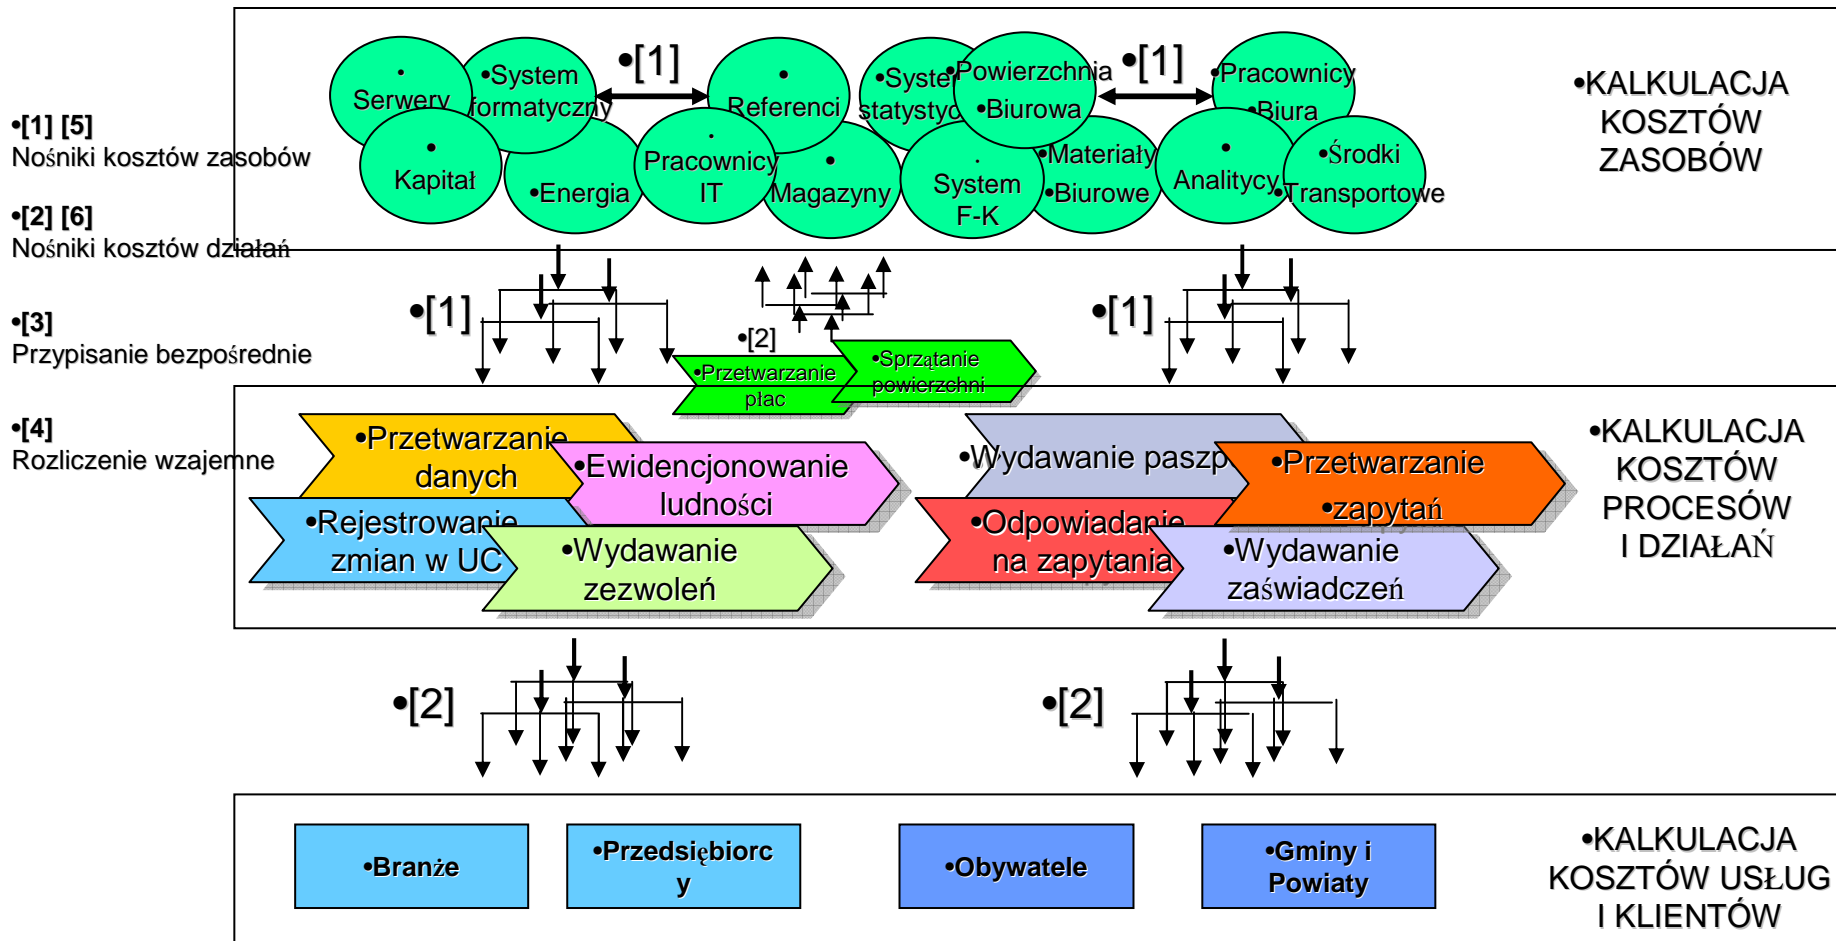 •[1] [5]
Nośniki kosztów zasobów
•[2] [6]
Nośniki kosztów działań
•[3]
Przypisanie bezpośrednie
•[4]
Rozliczenie wzajemne
•
Serwery
•System
formatyczny
•[1]
•
Referenci
•System
statystyc
•Powierzchnia
•Biurowa
•[1]
•Pracownicy
•Biura
•
Kapitał
•Energia
•
Pracownicy
IT
•
Magazyny
•
System
F-K
•Materiały
•Biurowe
•
Analitycy
•Środki
•Transportowe
•KALKULACJA
KOSZTÓW
ZASOBÓW
•[1]
•[2]
•[1]
•Przetwarzanie
płac
•Sprzątanie
powierzchni
•Przetwarzanie
danych
•Ewidencjonowanie
ludności
•Rejestrowanie
zmian w UC
•Wydawanie
zezwoleń
•Wydawanie paszp
•Przetwarzanie
•zapytań
•Odpowiadanie
na zapytania
•Wydawanie
zaświadczeń
•KALKULACJA
KOSZTÓW
PROCESÓW
I DZIAŁAŃ
•[2]
•[2]
•Branże
•Przedsiębiorc
y
•Obywatele
•Gminy i
Powiaty
•KALKULACJA
KOSZTÓW USŁUG
I KLIENTÓW